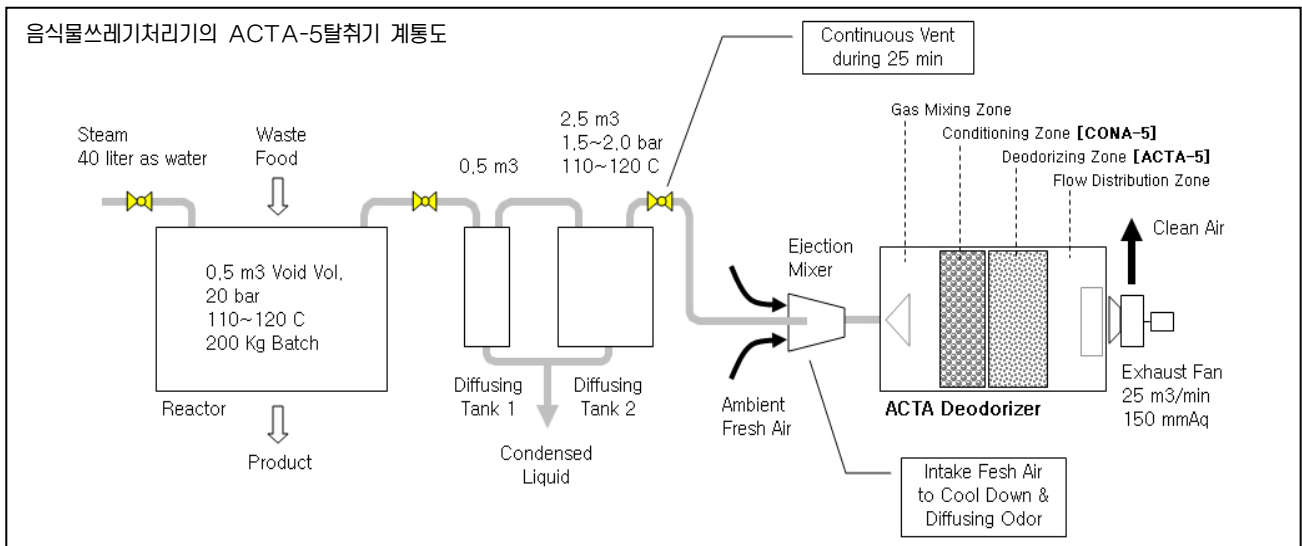 음식물쓰레기처리기의 ACTA-5탈취기 계통도
Continuous Vent
during 25 min
Steam
40 liter as water
Waste
Food
0,5 m3
2,5 m3
1,5~2,0 bar
110~120 C
Gas Mixing Zone
Conditioning Zone [CONA-5]
Deodorizing Zone [ACTA-5]
Flow Distribution Zone
Clean Air
0,5 m3 Void Vol,
20 bar
110~120 C
200 Kg Batch
Ejection
Mixer
Reactor
Product
Diffusing
Tank 1
Diffusing
Tank 2
Condensed
Liquid
Ambient
Fresh Air
ACTA Deodorizer
Exhaust Fan
25 m3/min
150 mmAq
Intake Fesh Air
to Cool Down &
Diffusing Odor